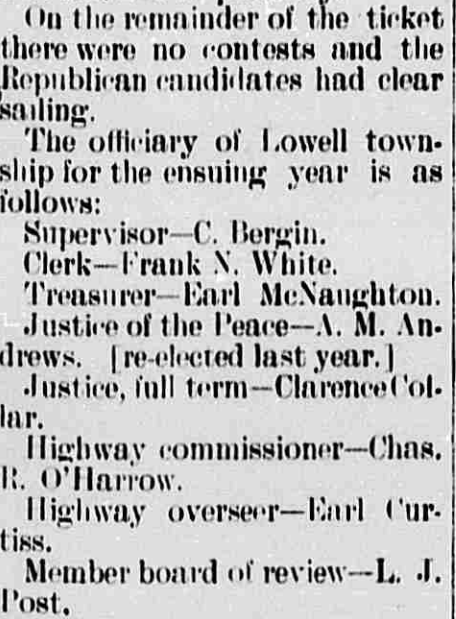 On the remainder of the ticket
there were no contests and the
Republican candidates had clear
sailing.
The officiary of Lowell town-
ship for the ensuing year is as
follows:
Supervisor—C. Bergin.
Clerk—Frank N. White.
Treasurer—Earl McNaughton.
Justice of the Peace—A. M. An-
drews. [re-elected last year.]
Justice, full term—Clarence Col-
lar.
Highway commissioner—Chas.
R. O'Harrow.
Highway overseer—Earl Cur-
tiss.
Member board of review—L. J.
Post.